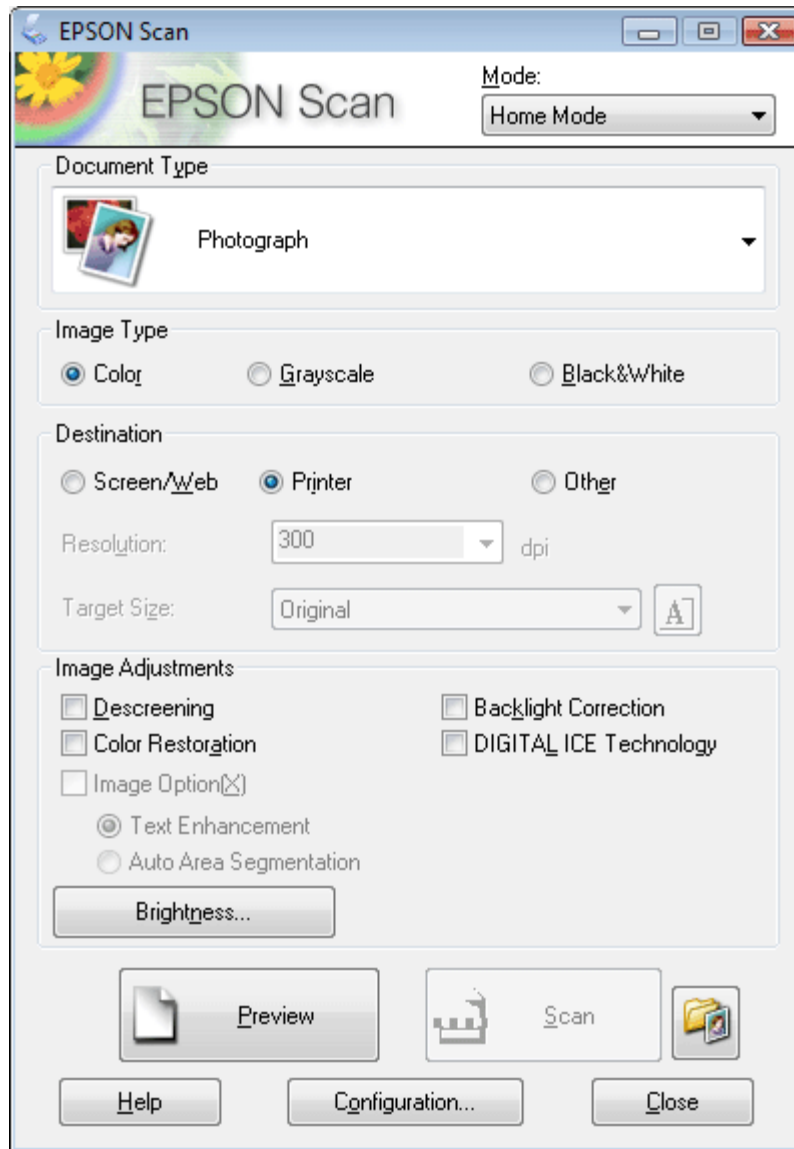 EPSON Scan
EPSON Scan
Mode:
Home Mode
Document Type
Photograph
Image Type
Color Grayscale Black&White
Destination
Screen/Web Printer Other
Resolution: 300 dpi
Target Size: Original A
Image Adjustments
Descreening Backlight Correction
Color Restoration DIGITAL ICE Technology
Image Option(X)
Text Enhancement
Auto Area Segmentation
Brightness...
Preview Scan
Help Configuration... Close